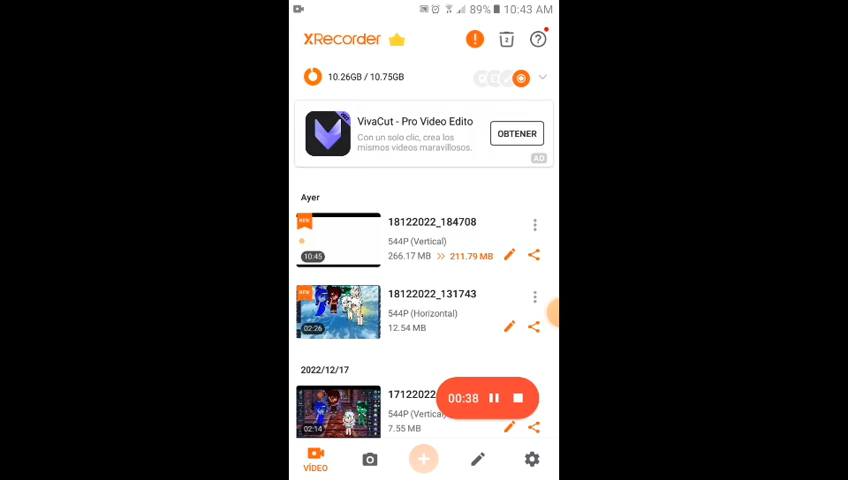 89% 10:43 AM
XRecorder
2
10.26GB / 10.75GB
VivaCut - Pro Video Edito
Con un solo clic, crea los
mismos videos maravillosos.
OBTENER
AD
Ayer
NEW
10:45
18122022_184708
544P (Vertical)
266.17 MB >> 211.79 MB
NEW
02:26
18122022_131743
544P (Horizontal)
12.54 MB
2022/12/17
02:14
17122022
544P (Vertical
7.55 MB
00:38
VÍDEO